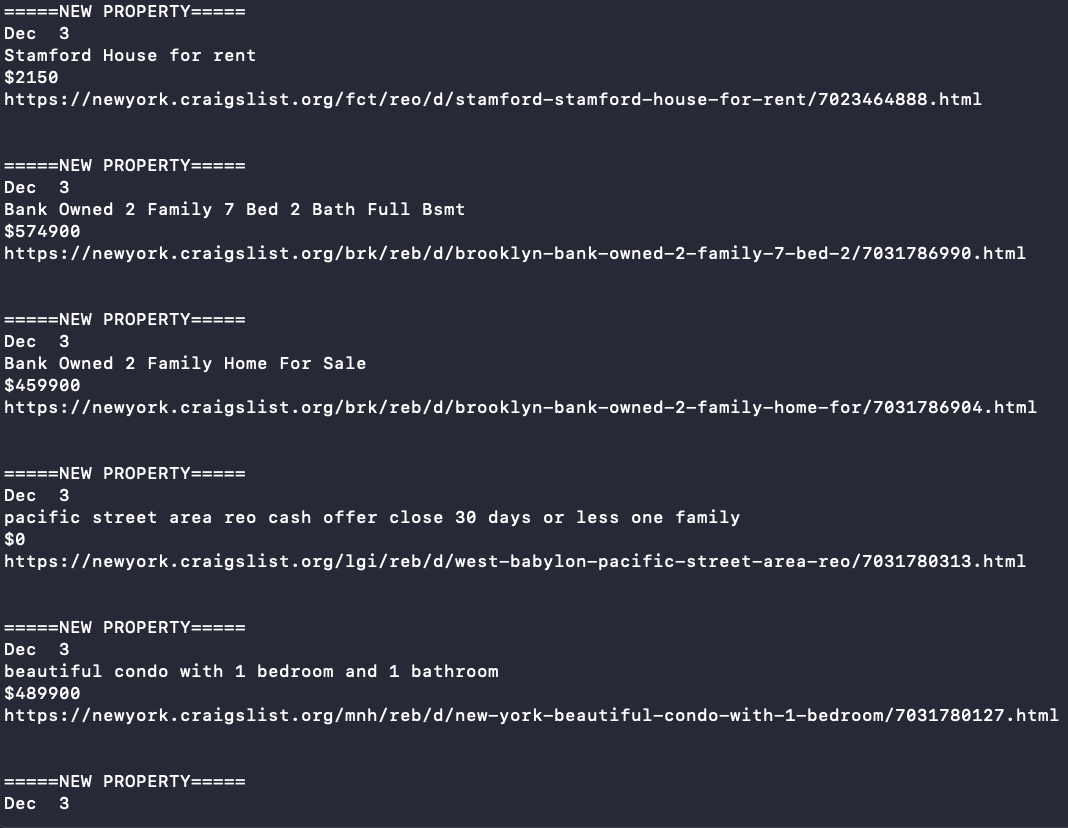 =====NEW PROPERTY=====
Dec  3
Stamford House for rent
$2150
https://newyork.craigslist.org/fct/reo/d/stamford-stamford-house-for-rent/7023464888.html
=====NEW PROPERTY=====
Dec  3
Bank Owned 2 Family 7 Bed 2 Bath Full Bsmt
$574900
https://newyork.craigslist.org/brk/reb/d/brooklyn-bank-owned-2-family-7-bed-2/7031786990.html
=====NEW PROPERTY=====
Dec  3
Bank Owned 2 Family Home For Sale
$459900
https://newyork.craigslist.org/brk/reb/d/brooklyn-bank-owned-2-family-home-for/7031786904.html
=====NEW PROPERTY=====
Dec  3
pacific street area reo cash offer close 30 days or less one family
$0
https://newyork.craigslist.org/lgi/reb/d/west-babylon-pacific-street-area-reo/7031780313.html
=====NEW PROPERTY=====
Dec  3
beautiful condo with 1 bedroom and 1 bathroom
$489900
https://newyork.craigslist.org/mnh/reb/d/new-york-beautiful-condo-with-1-bedroom/7031780127.html
=====NEW PROPERTY=====
Dec  3